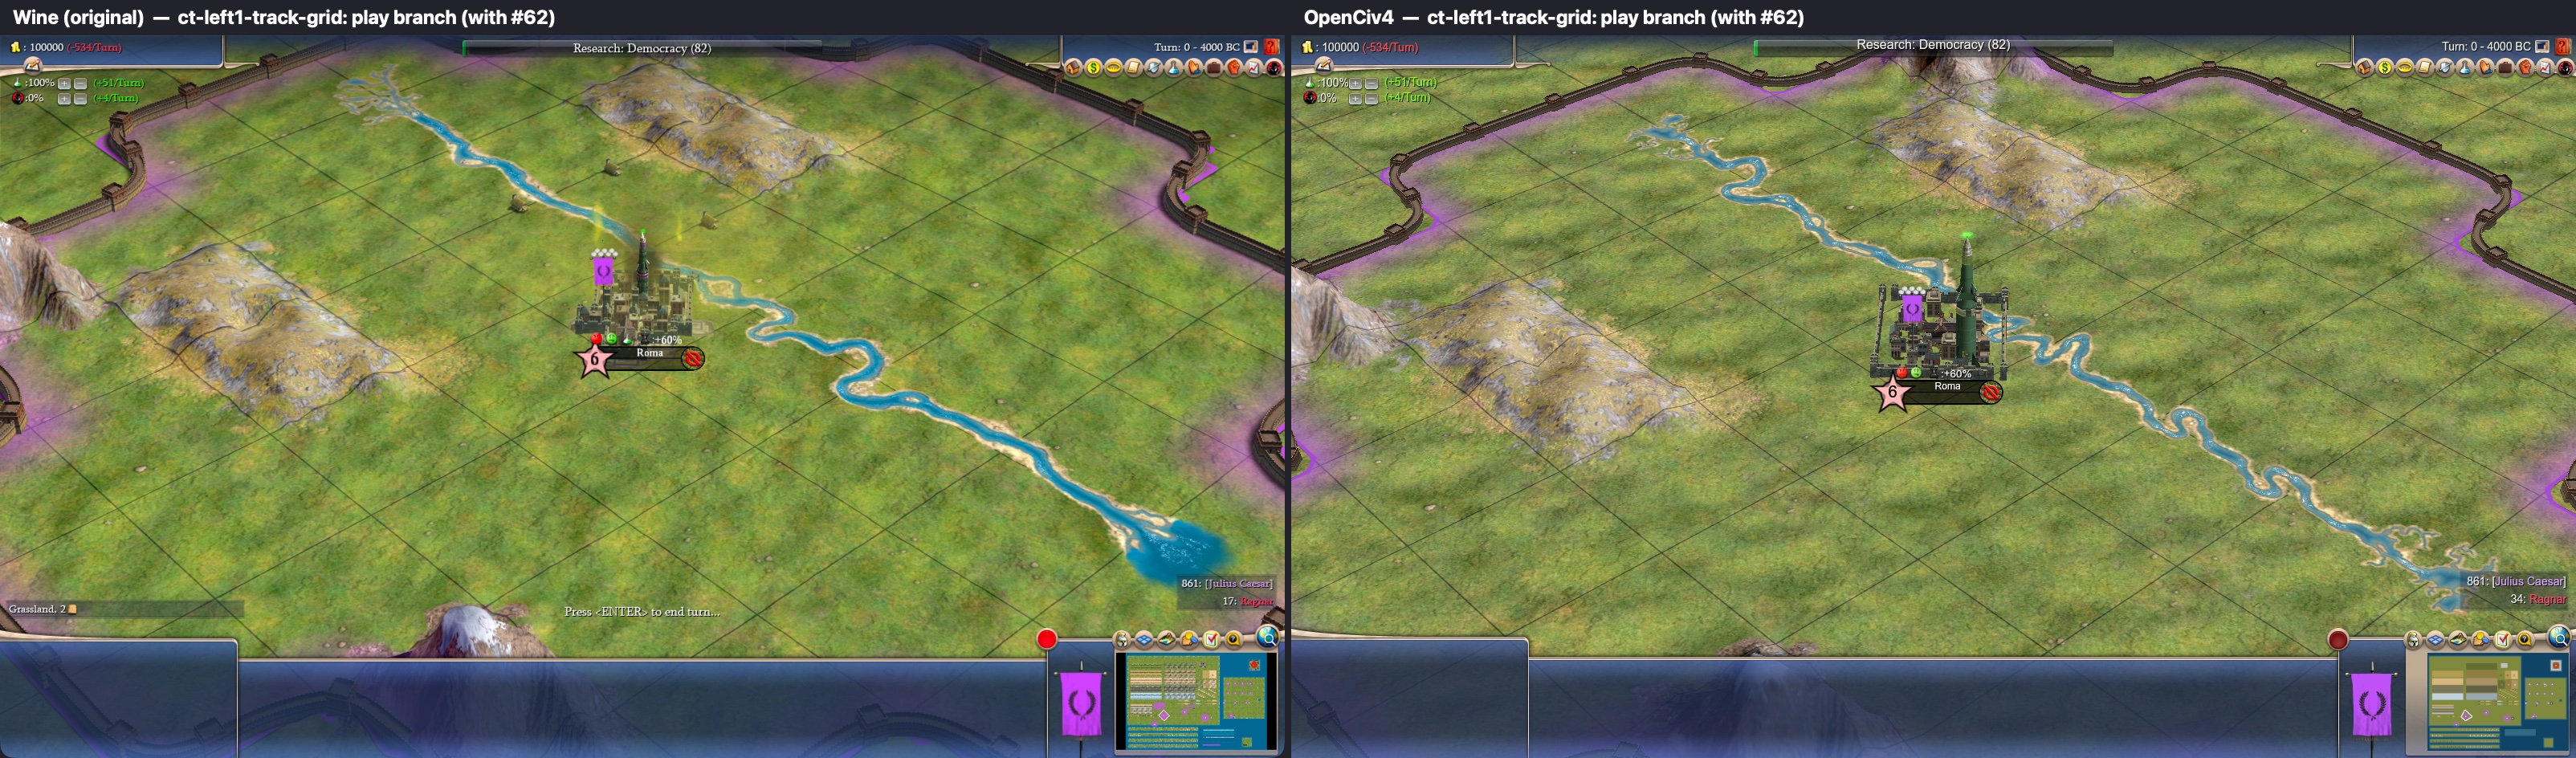 Wine (original) — ct-left1-track-grid: play branch (with #62)
: 100000 (-534/Turn)
Research: Democracy (82)
Turn: 0 - 4000 BC
:100% (+51/Turn)
:0% (+4/Turn)
:+60%
6 Roma
861: [Julius Caesar]
17: Ragnar
Grassland, 2
Press <ENTER> to end turn...
OpenCiv4 — ct-left1-track-grid: play branch (with #62)
: 100000 (-534/Turn)
Research: Democracy (82)
Turn: 0 - 4000 BC
:100% (+51/Turn)
:0% (+4/Turn)
:+60%
6 Roma
861: [Julius Caesar]
34: Ragnar